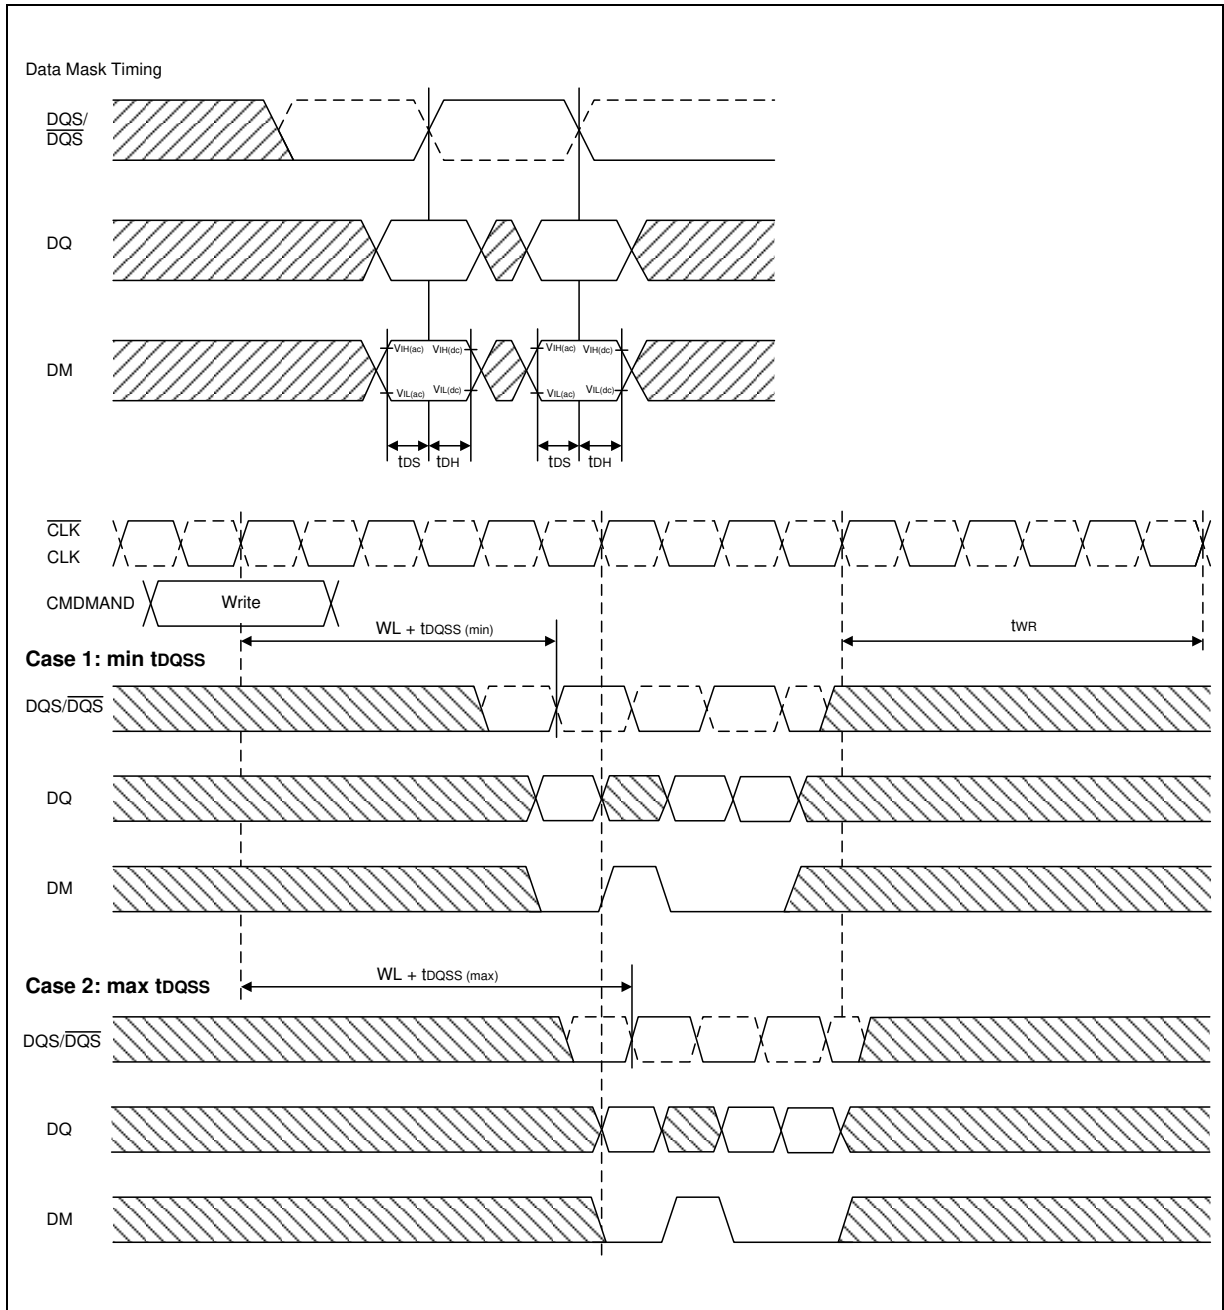 Data Mask Timing
DQS/
DQS
DQ
DM
VIH(ac) VIH(dc) VIH(ac) VIH(dc)
VIL(ac) VIL(dc) VIL(ac) VIL(dc)
tDS tDH tDS tDH
CLK
CLK
CMDMAND Write
WL + tDQSS (min) tWR
Case 1: min tDQSS
DQS/DQS
DQ
DM
WL + tDQSS (max)
Case 2: max tDQSS
DQS/DQS
DQ
DM